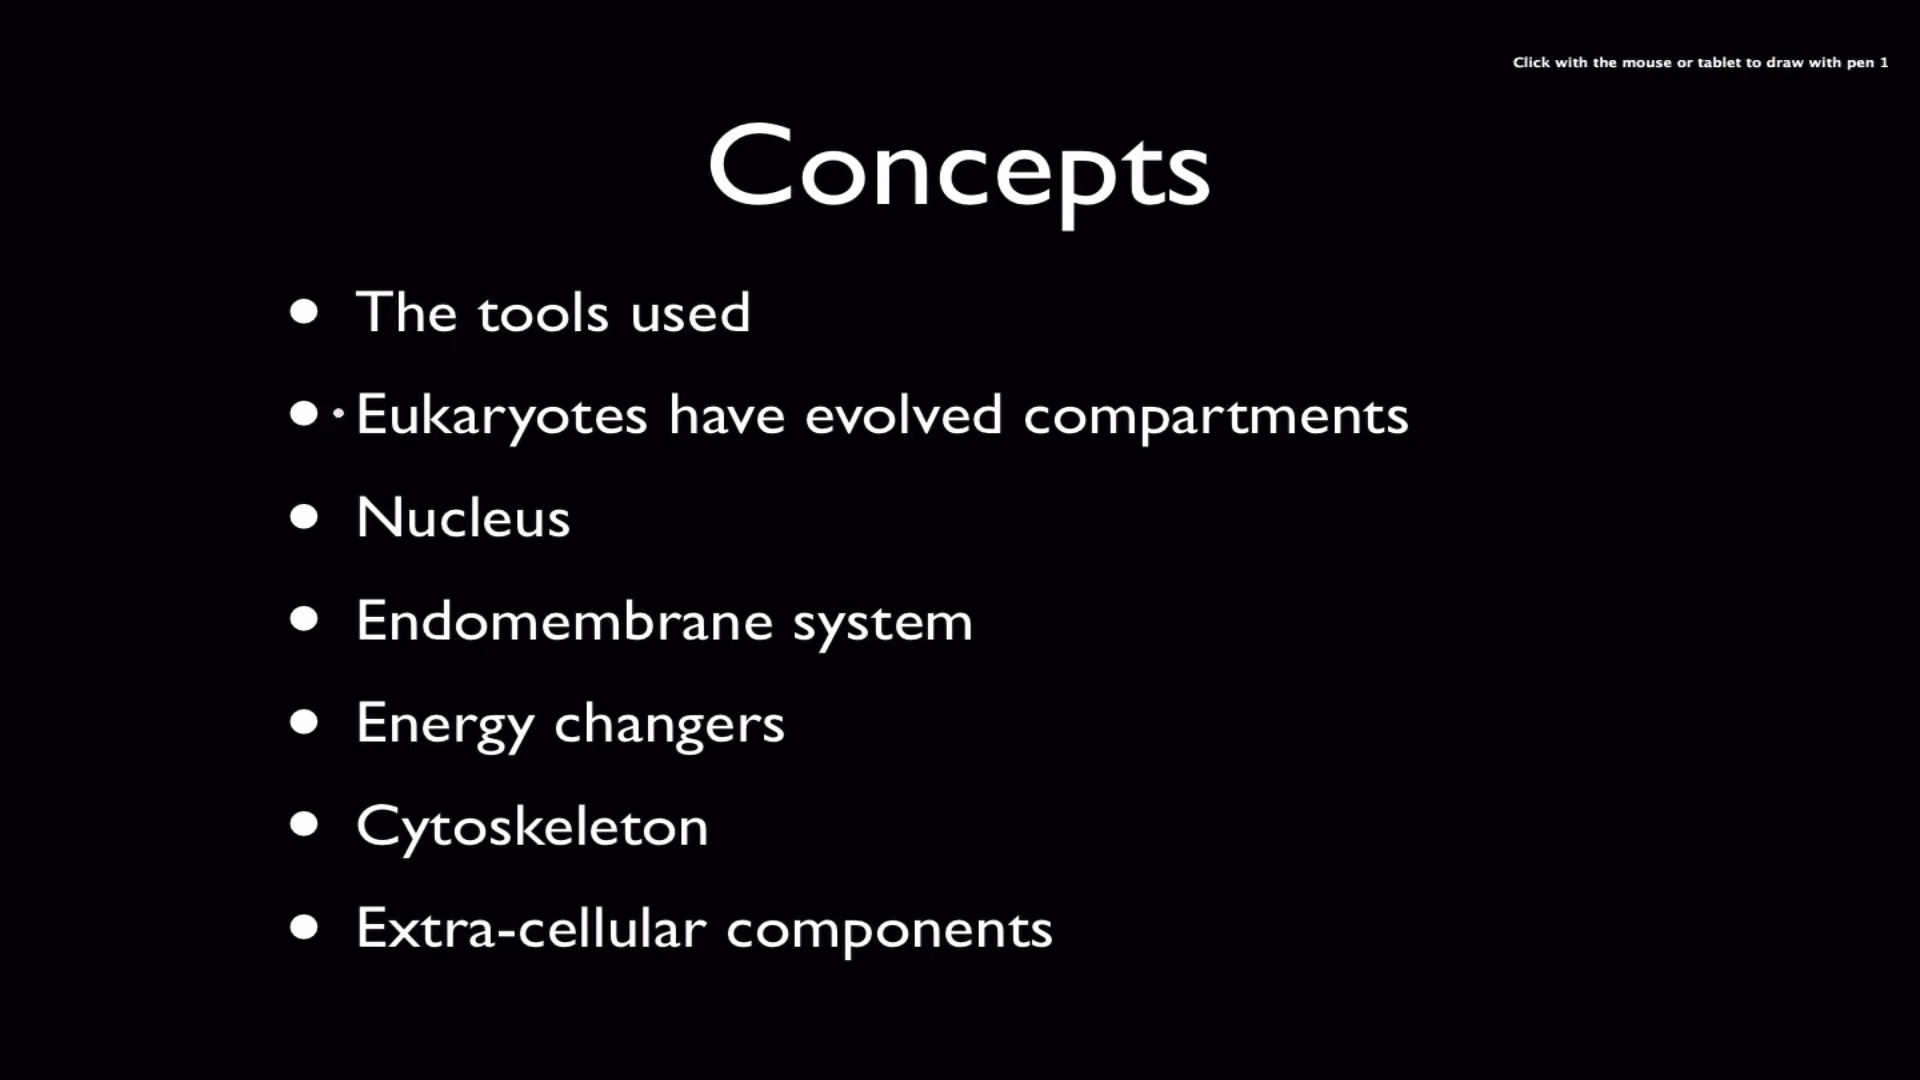 Click with the mouse or tablet to draw with pen 1
Concepts
• The tools used
• Eukaryotes have evolved compartments
• Nucleus
• Endomembrane system
• Energy changers
• Cytoskeleton
• Extra-cellular components